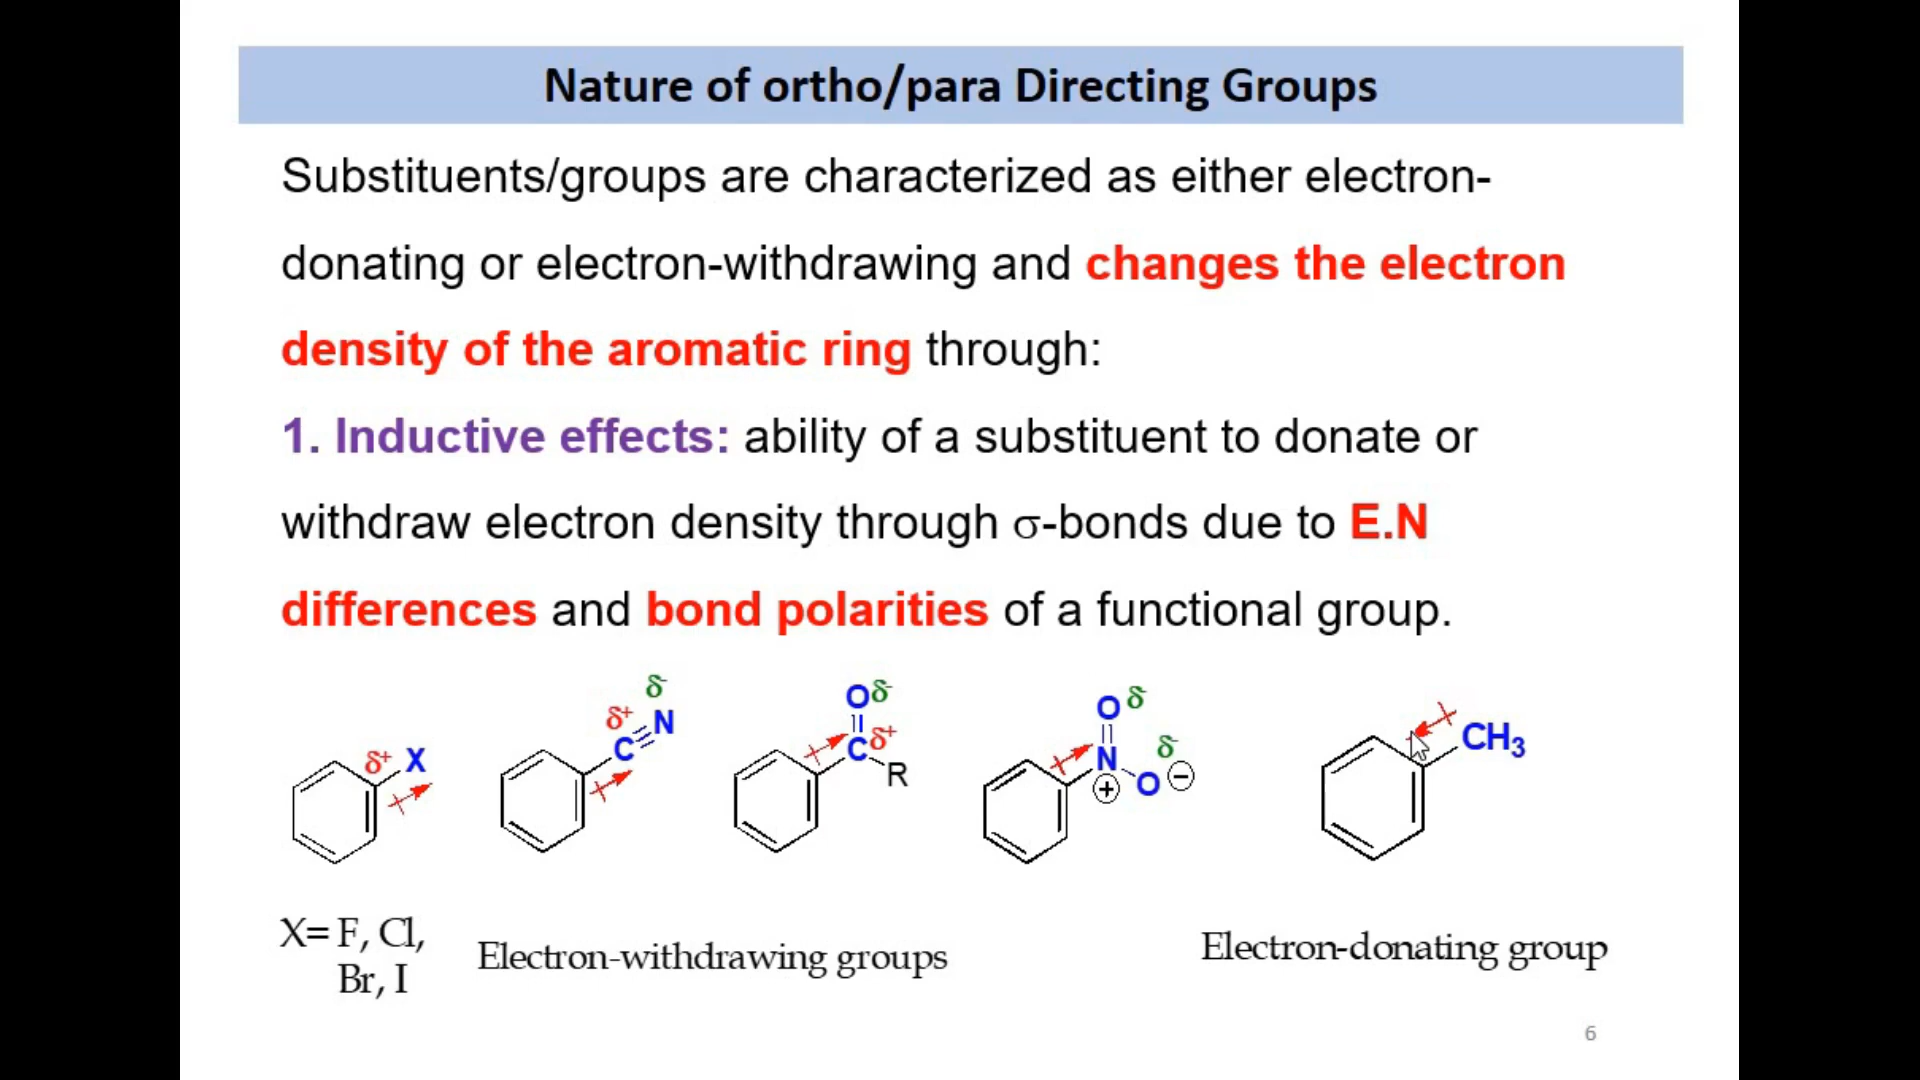 Nature of ortho/para Directing Groups
Substituents/groups are characterized as either electron-
donating or electron-withdrawing and changes the electron
density of the aromatic ring through:
1. Inductive effects: ability of a substituent to donate or
withdraw electron density through σ-bonds due to E.N
differences and bond polarities of a functional group.
δ+ X
δ+ C N δ-
O δ- C δ+ R
O δ- N + O δ- −
CH3
X= F, Cl,
Br, I
Electron-withdrawing groups
Electron-donating group
6